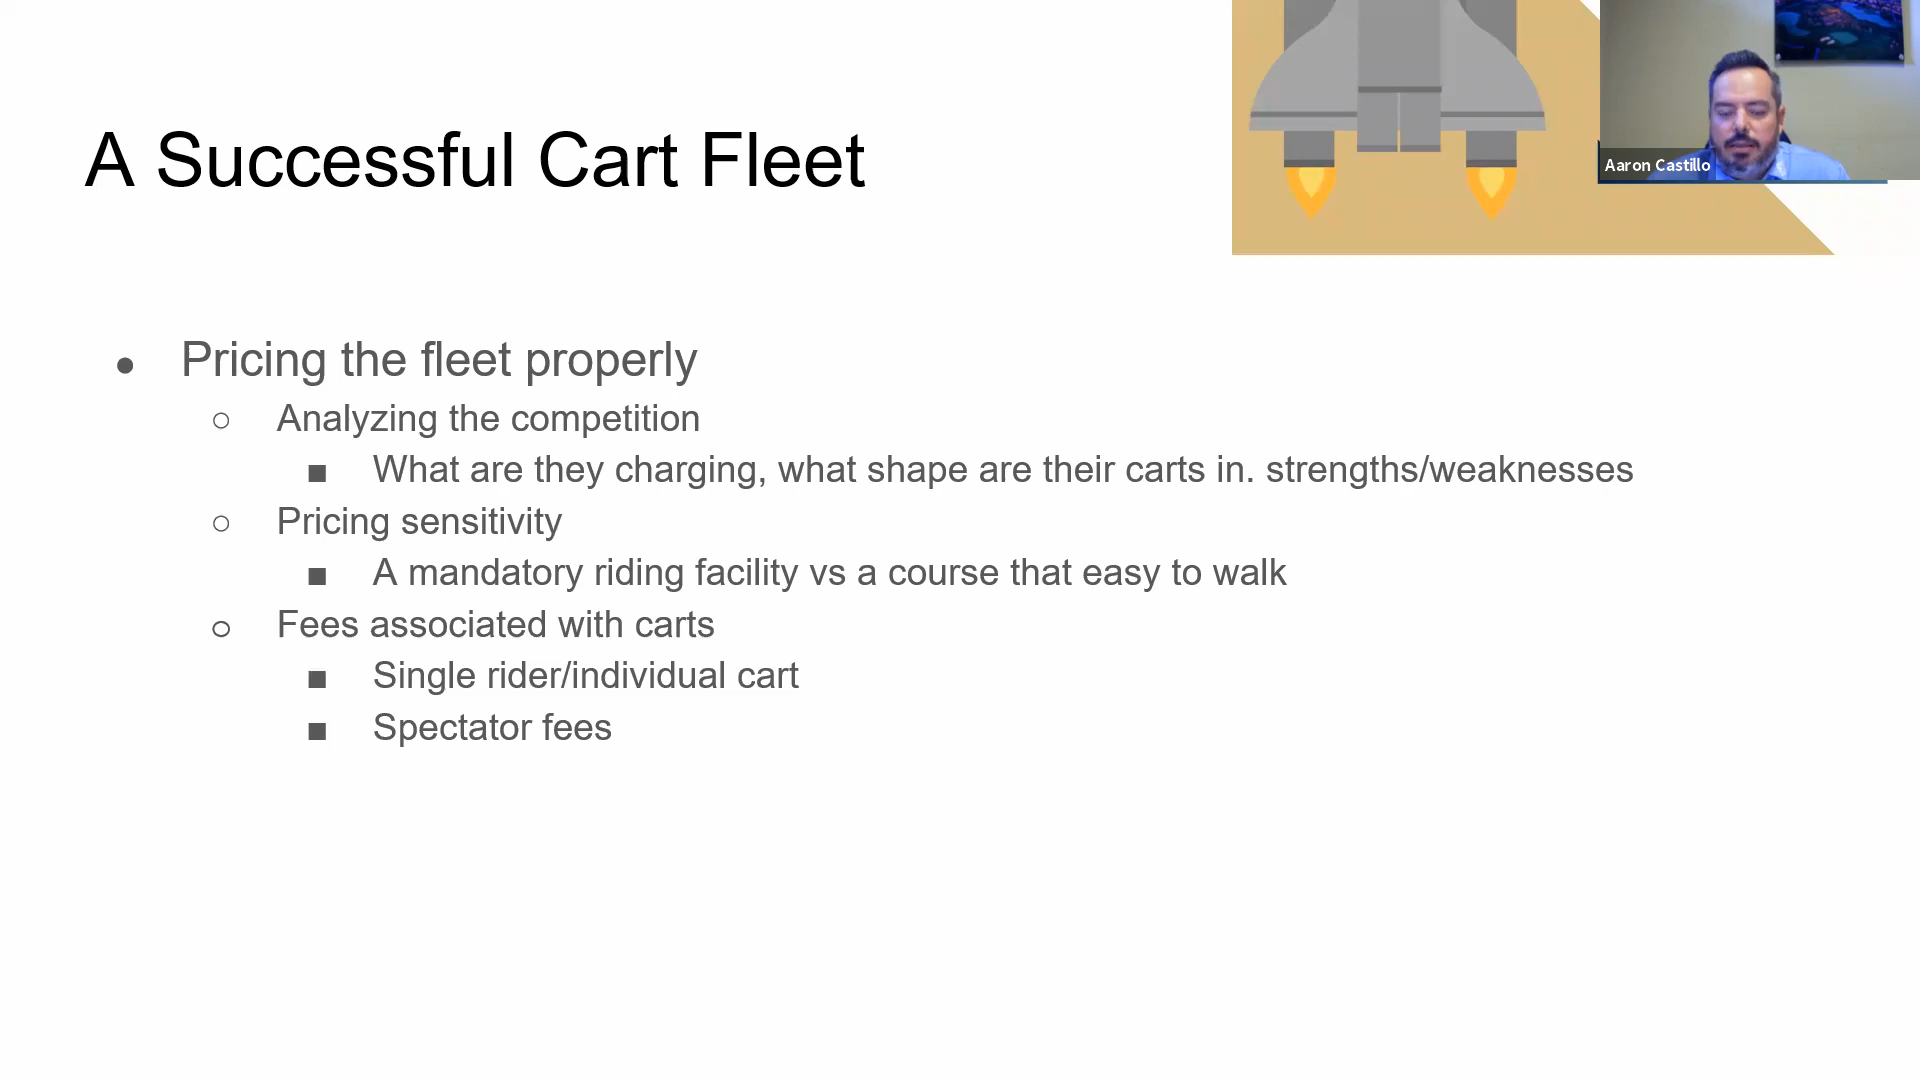 A Successful Cart Fleet
Aaron Castillo
● Pricing the fleet properly
○ Analyzing the competition
■ What are they charging, what shape are their carts in. strengths/weaknesses
○ Pricing sensitivity
■ A mandatory riding facility vs a course that easy to walk
○ Fees associated with carts
■ Single rider/individual cart
■ Spectator fees